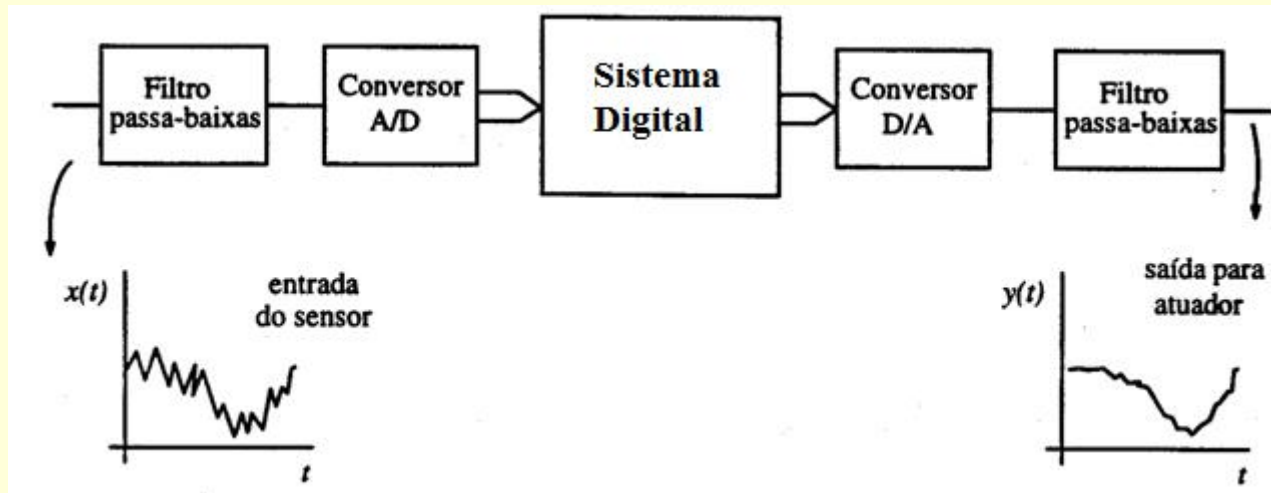 Filtro
passa-baixas
Conversor
A/D
Sistema
Digital
Conversor
D/A
Filtro
passa-baixas
x(t)
entrada
do sensor
t
y(t)
saída para
atuador
t